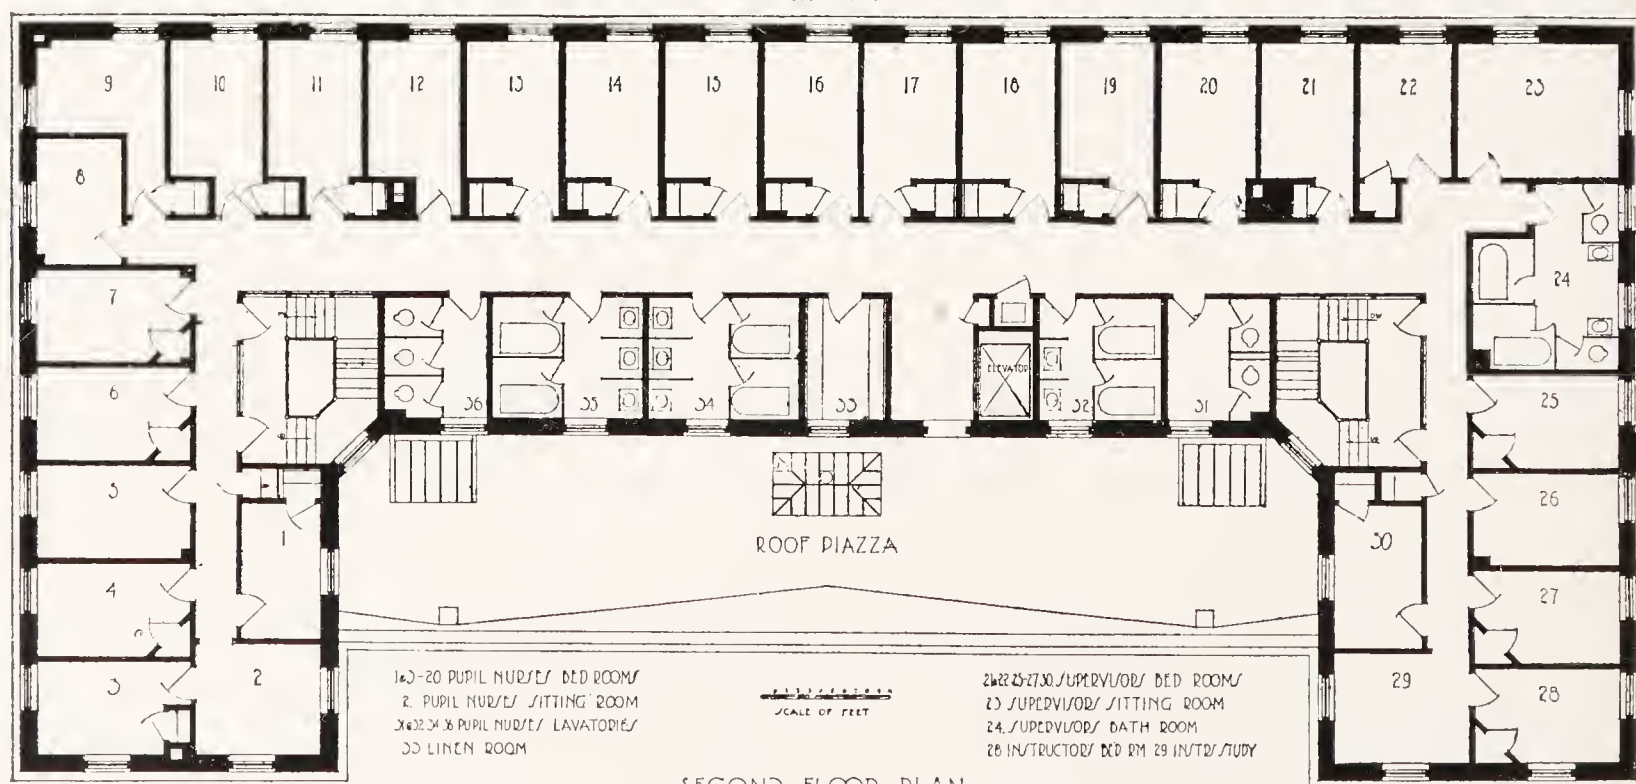 9 10 11 12 13 14 15 16 17 18 19 20 21 22 23
8
7
24
ELEVATOR
DW
6
36 35 34 33 32 31
25
5
1
30
26
ROOF PIAZZA
4
27
3
2
29
28
1&3-20 PUPIL NURSES BED ROOMS
2. PUPIL NURSES SITTING ROOM
31&32.34.36 PUPIL NURSES LAVATORIES
33 LINEN ROOM
SCALE OF FEET
21&22.25-27.30. SUPERVISORS BED ROOMS
23 SUPERVISORS SITTING ROOM
24. SUPERVISORS BATH ROOM
28 INSTRUCTORS BED RM 29 INSTRS STUDY
SECOND FLOOR PLAN